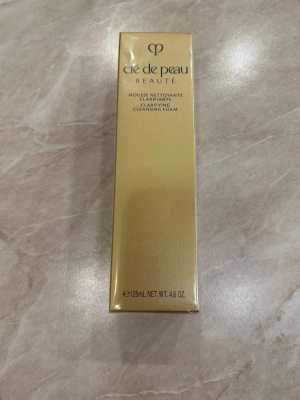 clé de peau
BEAUTÉ
MOUSSE NETTOYANTE
CLARIFIANTE
CLARIFYING
CLEANSING FOAM
℮ 125mL NET. WT. 4.6 OZ.